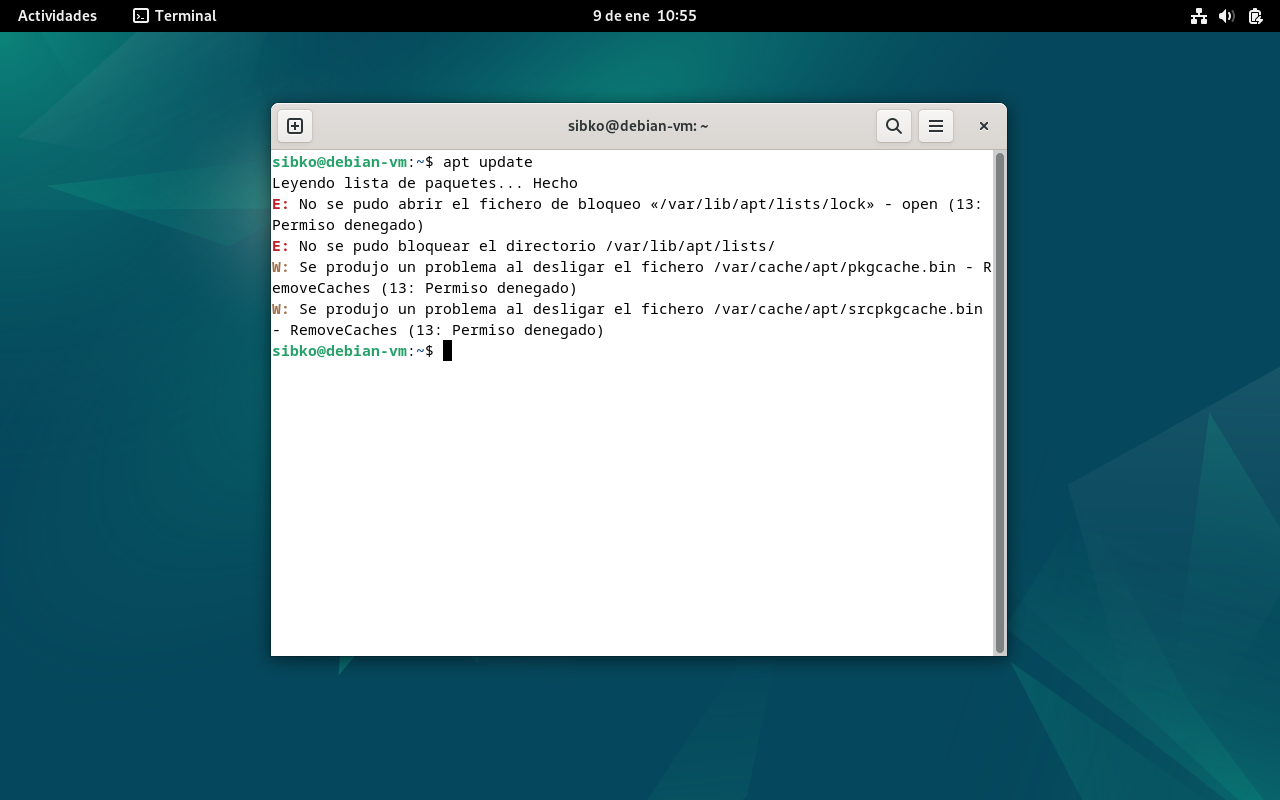 Actividades Terminal 9 de ene 10:55
sibko@debian-vm: ~
sibko@debian-vm:~$ apt update
Leyendo lista de paquetes... Hecho
E: No se pudo abrir el fichero de bloqueo «/var/lib/apt/lists/lock» - open (13:
Permiso denegado)
E: No se pudo bloquear el directorio /var/lib/apt/lists/
W: Se produjo un problema al desligar el fichero /var/cache/apt/pkgcache.bin - R
emoveCaches (13: Permiso denegado)
W: Se produjo un problema al desligar el fichero /var/cache/apt/srcpkgcache.bin
- RemoveCaches (13: Permiso denegado)
sibko@debian-vm:~$